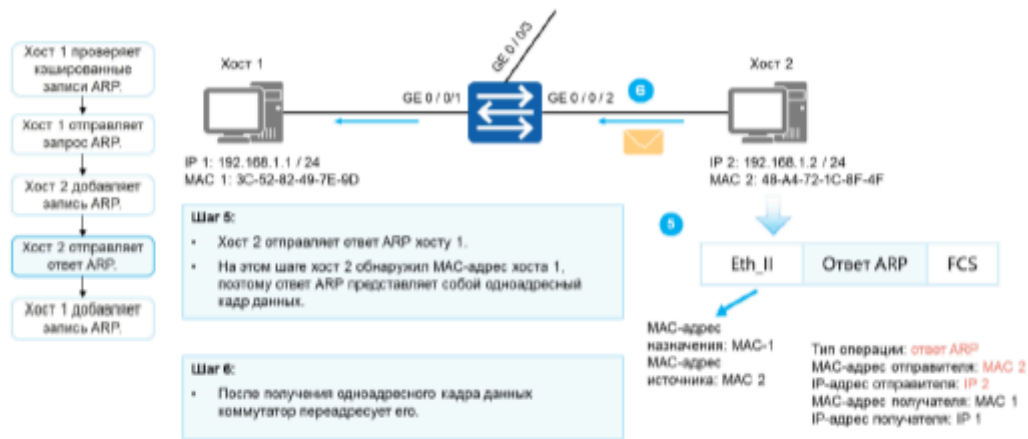 Хост 1 проверяет
кэшированные
записи ARP.
Хост 1 отправляет
запрос ARP.
Хост 2 добавляет
запись ARP.
Хост 2 отправляет
ответ ARP.
Хост 1 добавляет
запись ARP.
GE 0 / 0/3
Хост 1
Хост 2
GE 0 / 0/1
GE 0 / 0 / 2
6
IP 1: 192.168.1.1 / 24
MAC 1: 3C-52-82-49-7E-9D
IP 2: 192.168.1.2 / 24
MAC 2: 48-A4-72-1C-8F-4F
Шаг 5:
• Хост 2 отправляет ответ ARP хосту 1.
• На этом шаге хост 2 обнаружил MAC-адрес хоста 1,
поэтому ответ ARP представляет собой одноадресный
кадр данных.
5
Eth_II
Ответ ARP
FCS
MAC-адрес
назначения: MAC-1
MAC-адрес
источника: MAC 2
Тип операции: ответ ARP
MAC-адрес отправителя: MAC 2
IP-адрес отправителя: IP 2
MAC-адрес получателя: MAC 1
IP-адрес получателя: IP 1
Шаг 6:
• После получения одноадресного кадра данных
коммутатор переадресует его.